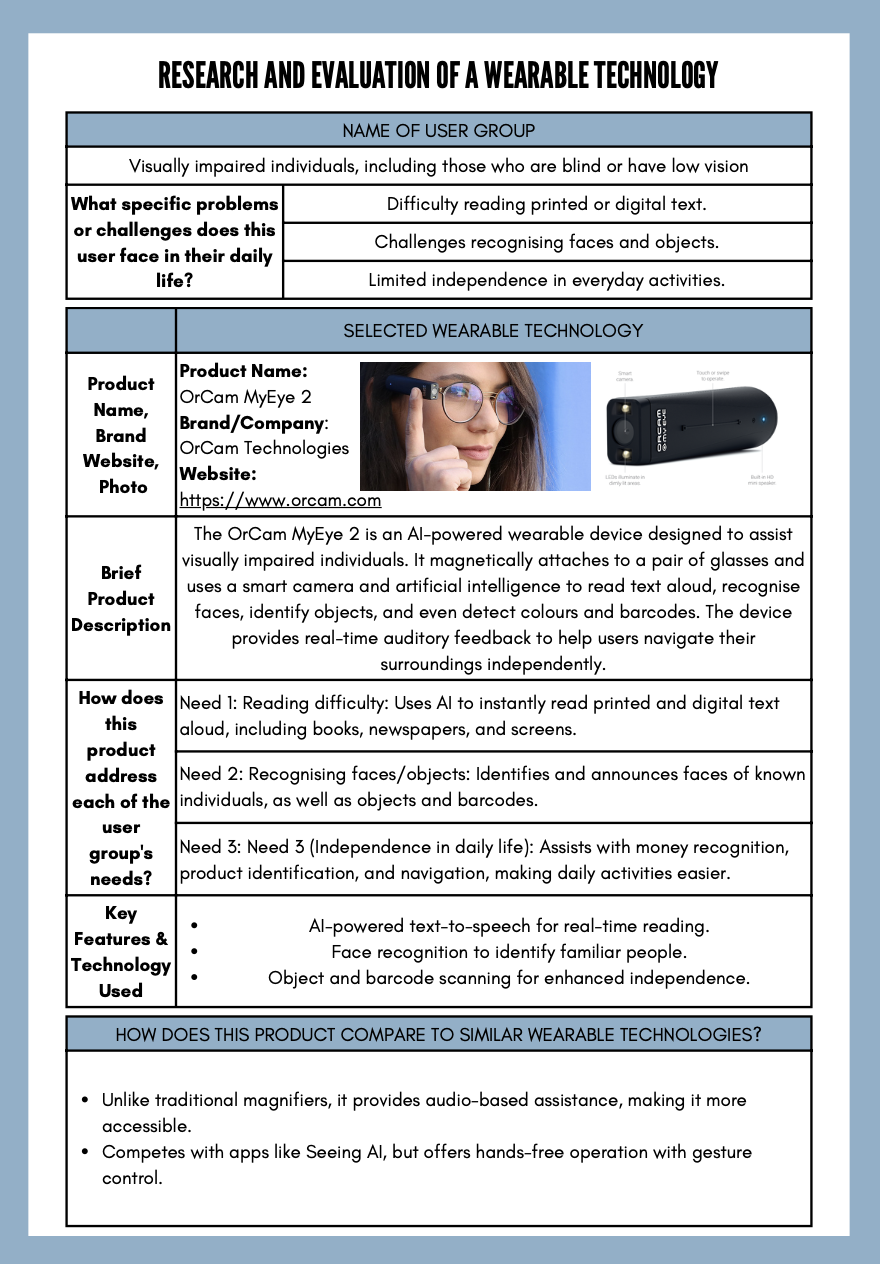 RESEARCH AND EVALUATION OF A WEARABLE TECHNOLOGY
NAME OF USER GROUP
Visually impaired individuals, including those who are blind or have low vision
What specific problems
or challenges does this
user face in their daily
life?
Difficulty reading printed or digital text.
Challenges recognising faces and objects.
Limited independence in everyday activities.
SELECTED WEARABLE TECHNOLOGY
Product
Name,
Brand
Website,
Photo
Product Name:
OrCam MyEye 2
Brand/Company:
OrCam Technologies
Website:
https://www.orcam.com
Smart
camera
Touch or swipe
to operate
ORCAM
MY EYE
LEDs illuminate in
dimly lit areas
Built in HD
mini speaker
Brief
Product
Description
The OrCam MyEye 2 is an AI-powered wearable device designed to assist
visually impaired individuals. It magnetically attaches to a pair of glasses and
uses a smart camera and artificial intelligence to read text aloud, recognise
faces, identify objects, and even detect colours and barcodes. The device
provides real-time auditory feedback to help users navigate their
surroundings independently.
How does
this
product
address
each of the
user
group's
needs?
Need 1: Reading difficulty: Uses AI to instantly read printed and digital text
aloud, including books, newspapers, and screens.
Need 2: Recognising faces/objects: Identifies and announces faces of known
individuals, as well as objects and barcodes.
Need 3: Need 3 (Independence in daily life): Assists with money recognition,
product identification, and navigation, making daily activities easier.
Key
Features &
Technology
Used
• AI-powered text-to-speech for real-time reading.
• Face recognition to identify familiar people.
• Object and barcode scanning for enhanced independence.
HOW DOES THIS PRODUCT COMPARE TO SIMILAR WEARABLE TECHNOLOGIES?
• Unlike traditional magnifiers, it provides audio-based assistance, making it more
accessible.
• Competes with apps like Seeing AI, but offers hands-free operation with gesture
control.